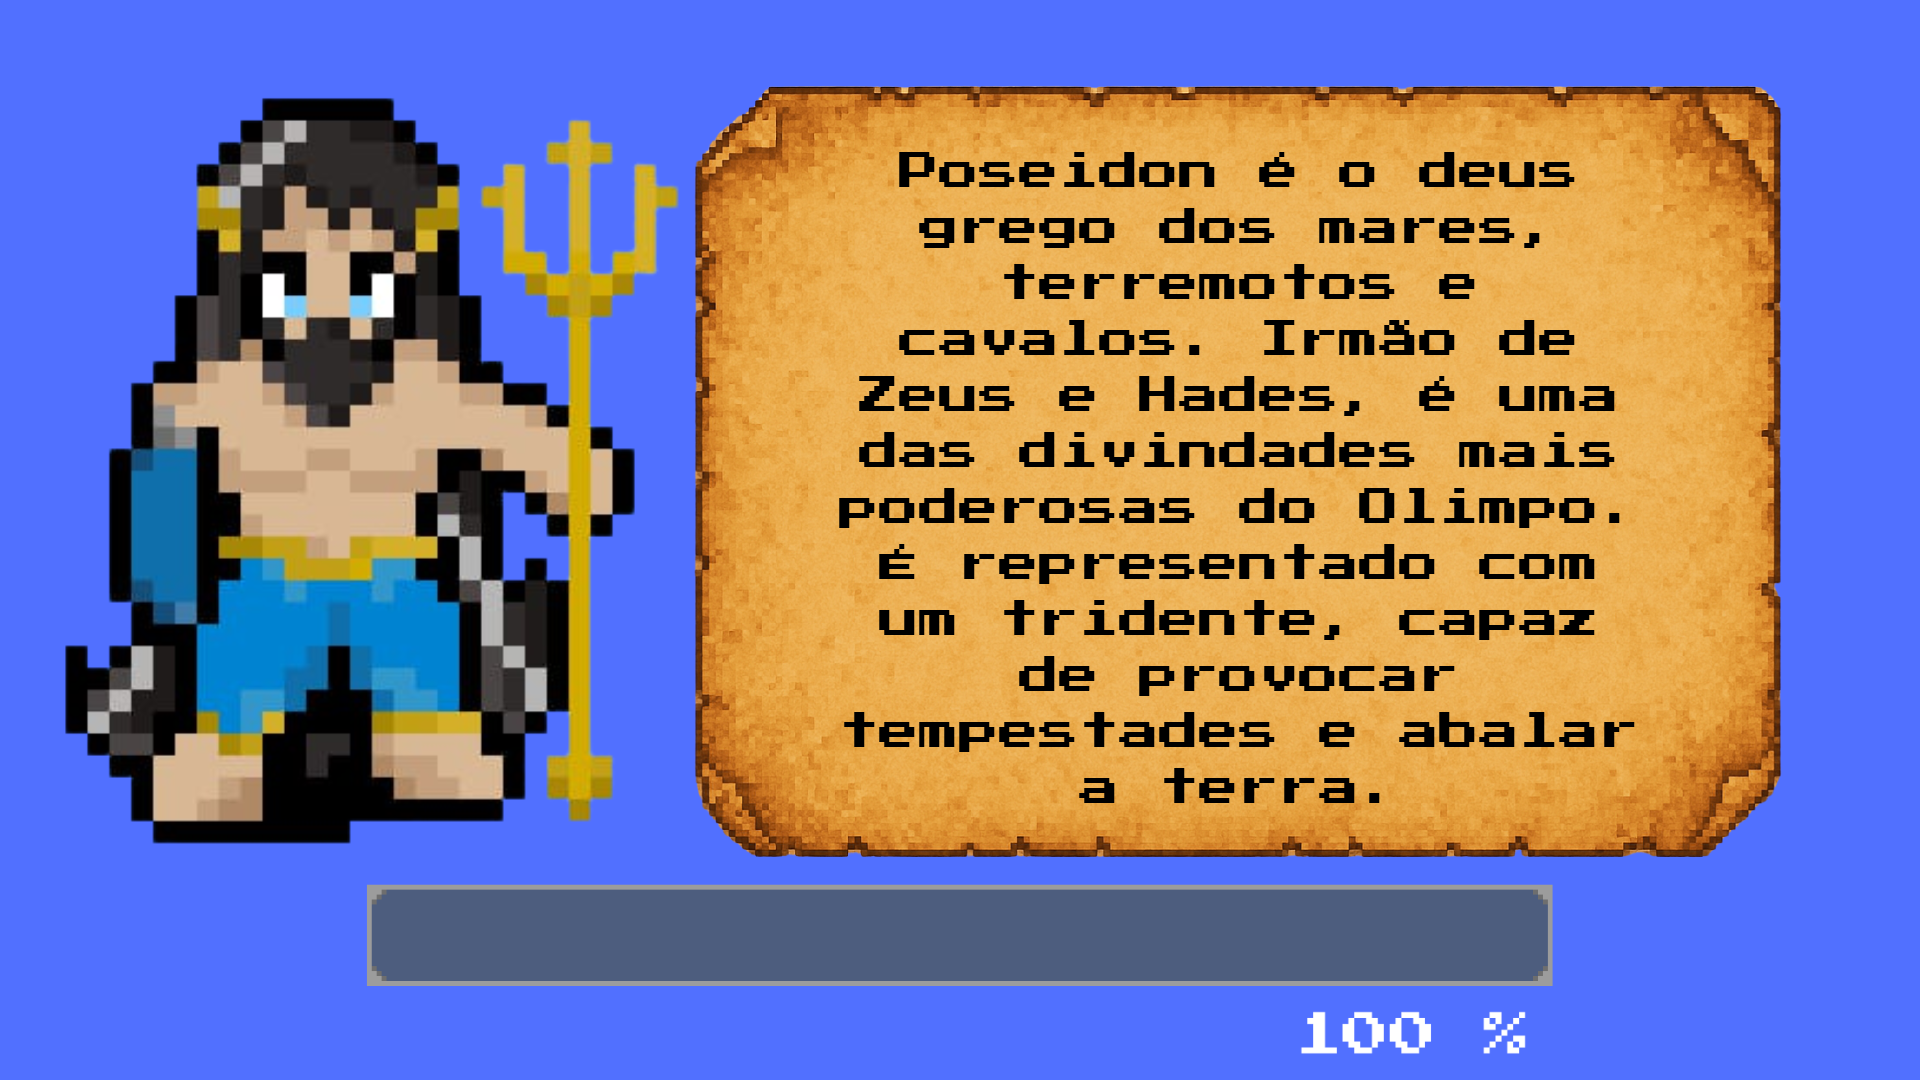 Poseidon é o deus
grego dos mares,
terremotos e
cavalos. Irmão de
Zeus e Hades, é uma
das divindades mais
poderosas do Olimpo.
É representado com
um tridente, capaz
de provocar
tempestades e abalar
a terra.
100 %